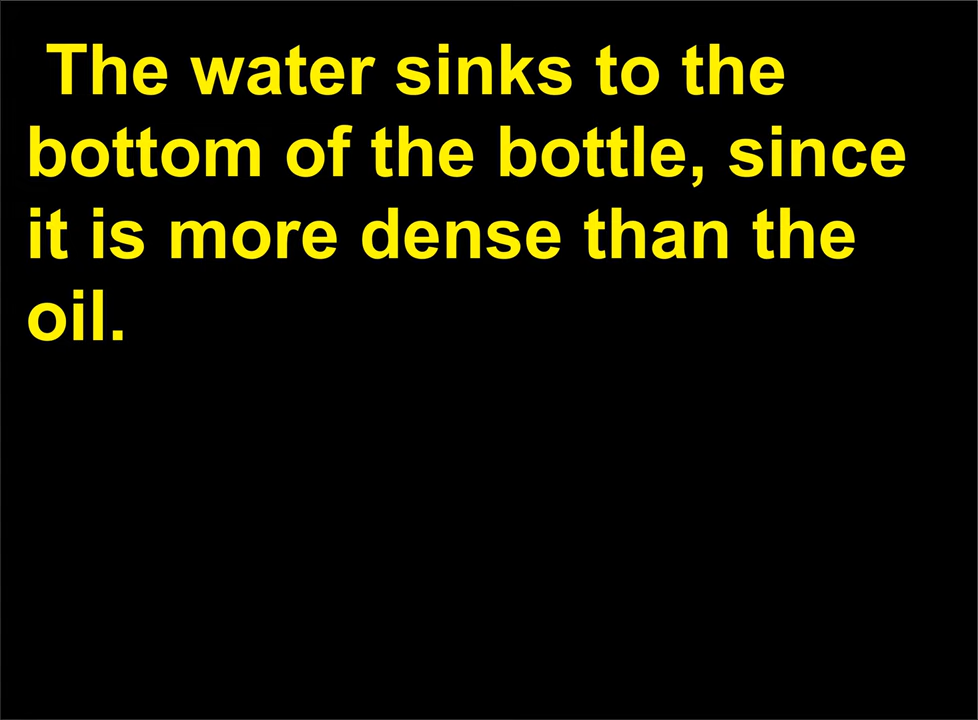 The water sinks to the
bottom of the bottle, since
it is more dense than the
oil.